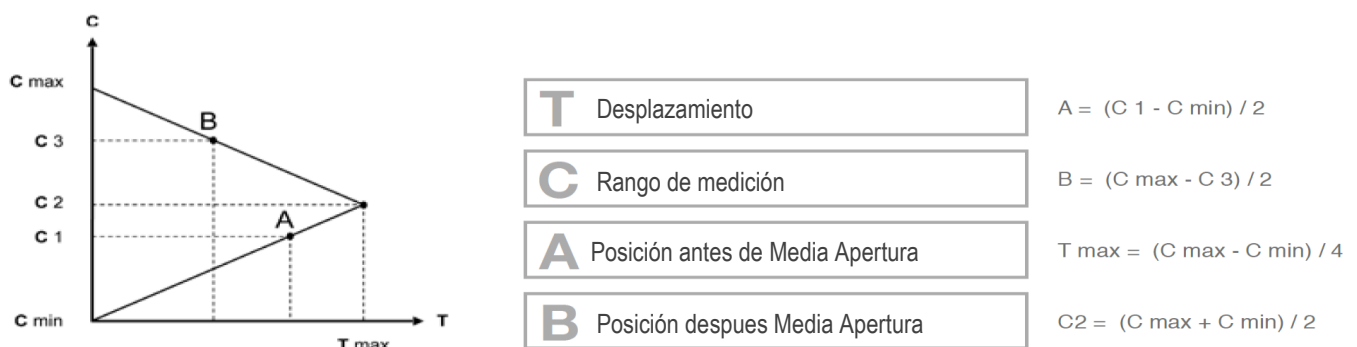 C
C max
B
C 3
C 2
A
C 1
C min
T
T max
T Desplazamiento
A = (C 1 - C min) / 2
C Rango de medición
B = (C max - C 3) / 2
A Posición antes de Media Apertura
T max = (C max - C min) / 4
B Posición despues Media Apertura
C2 = (C max + C min) / 2